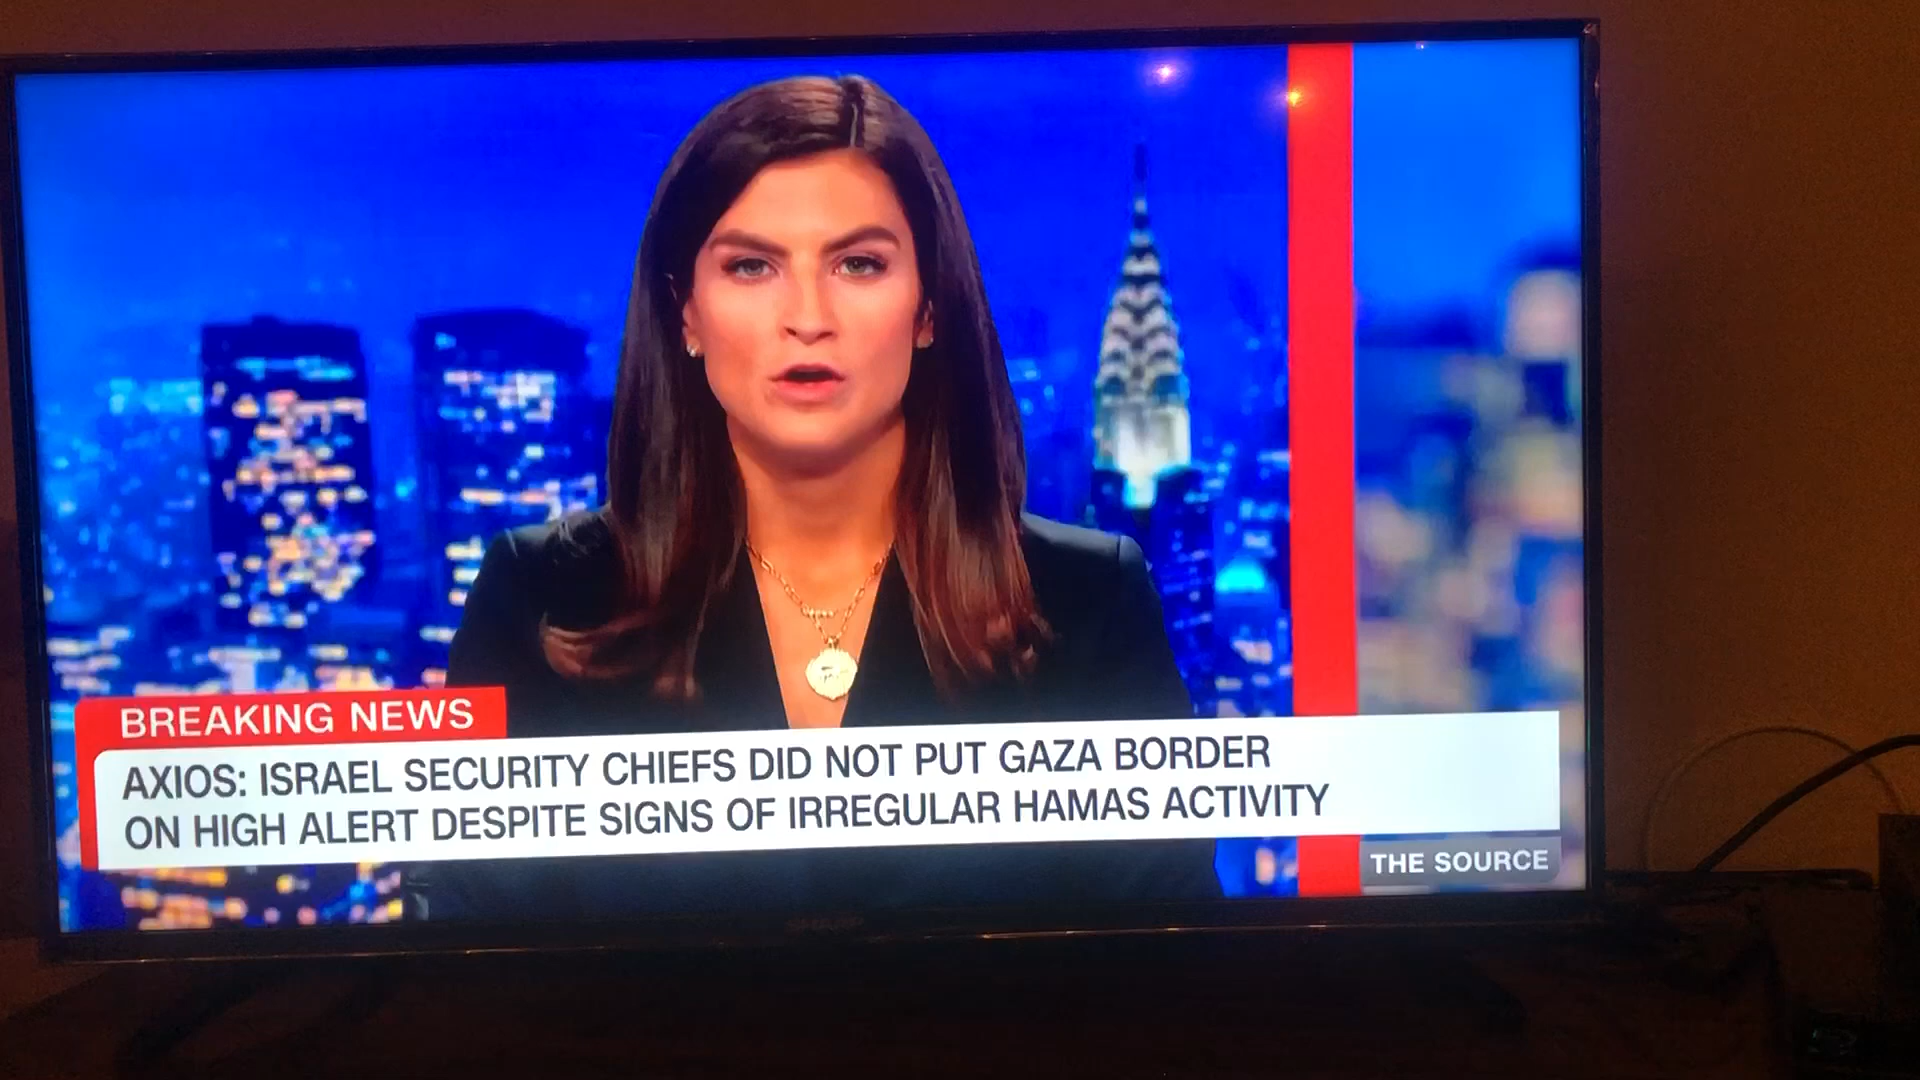 BREAKING NEWS
AXIOS: ISRAEL SECURITY CHIEFS DID NOT PUT GAZA BORDER
ON HIGH ALERT DESPITE SIGNS OF IRREGULAR HAMAS ACTIVITY
THE SOURCE